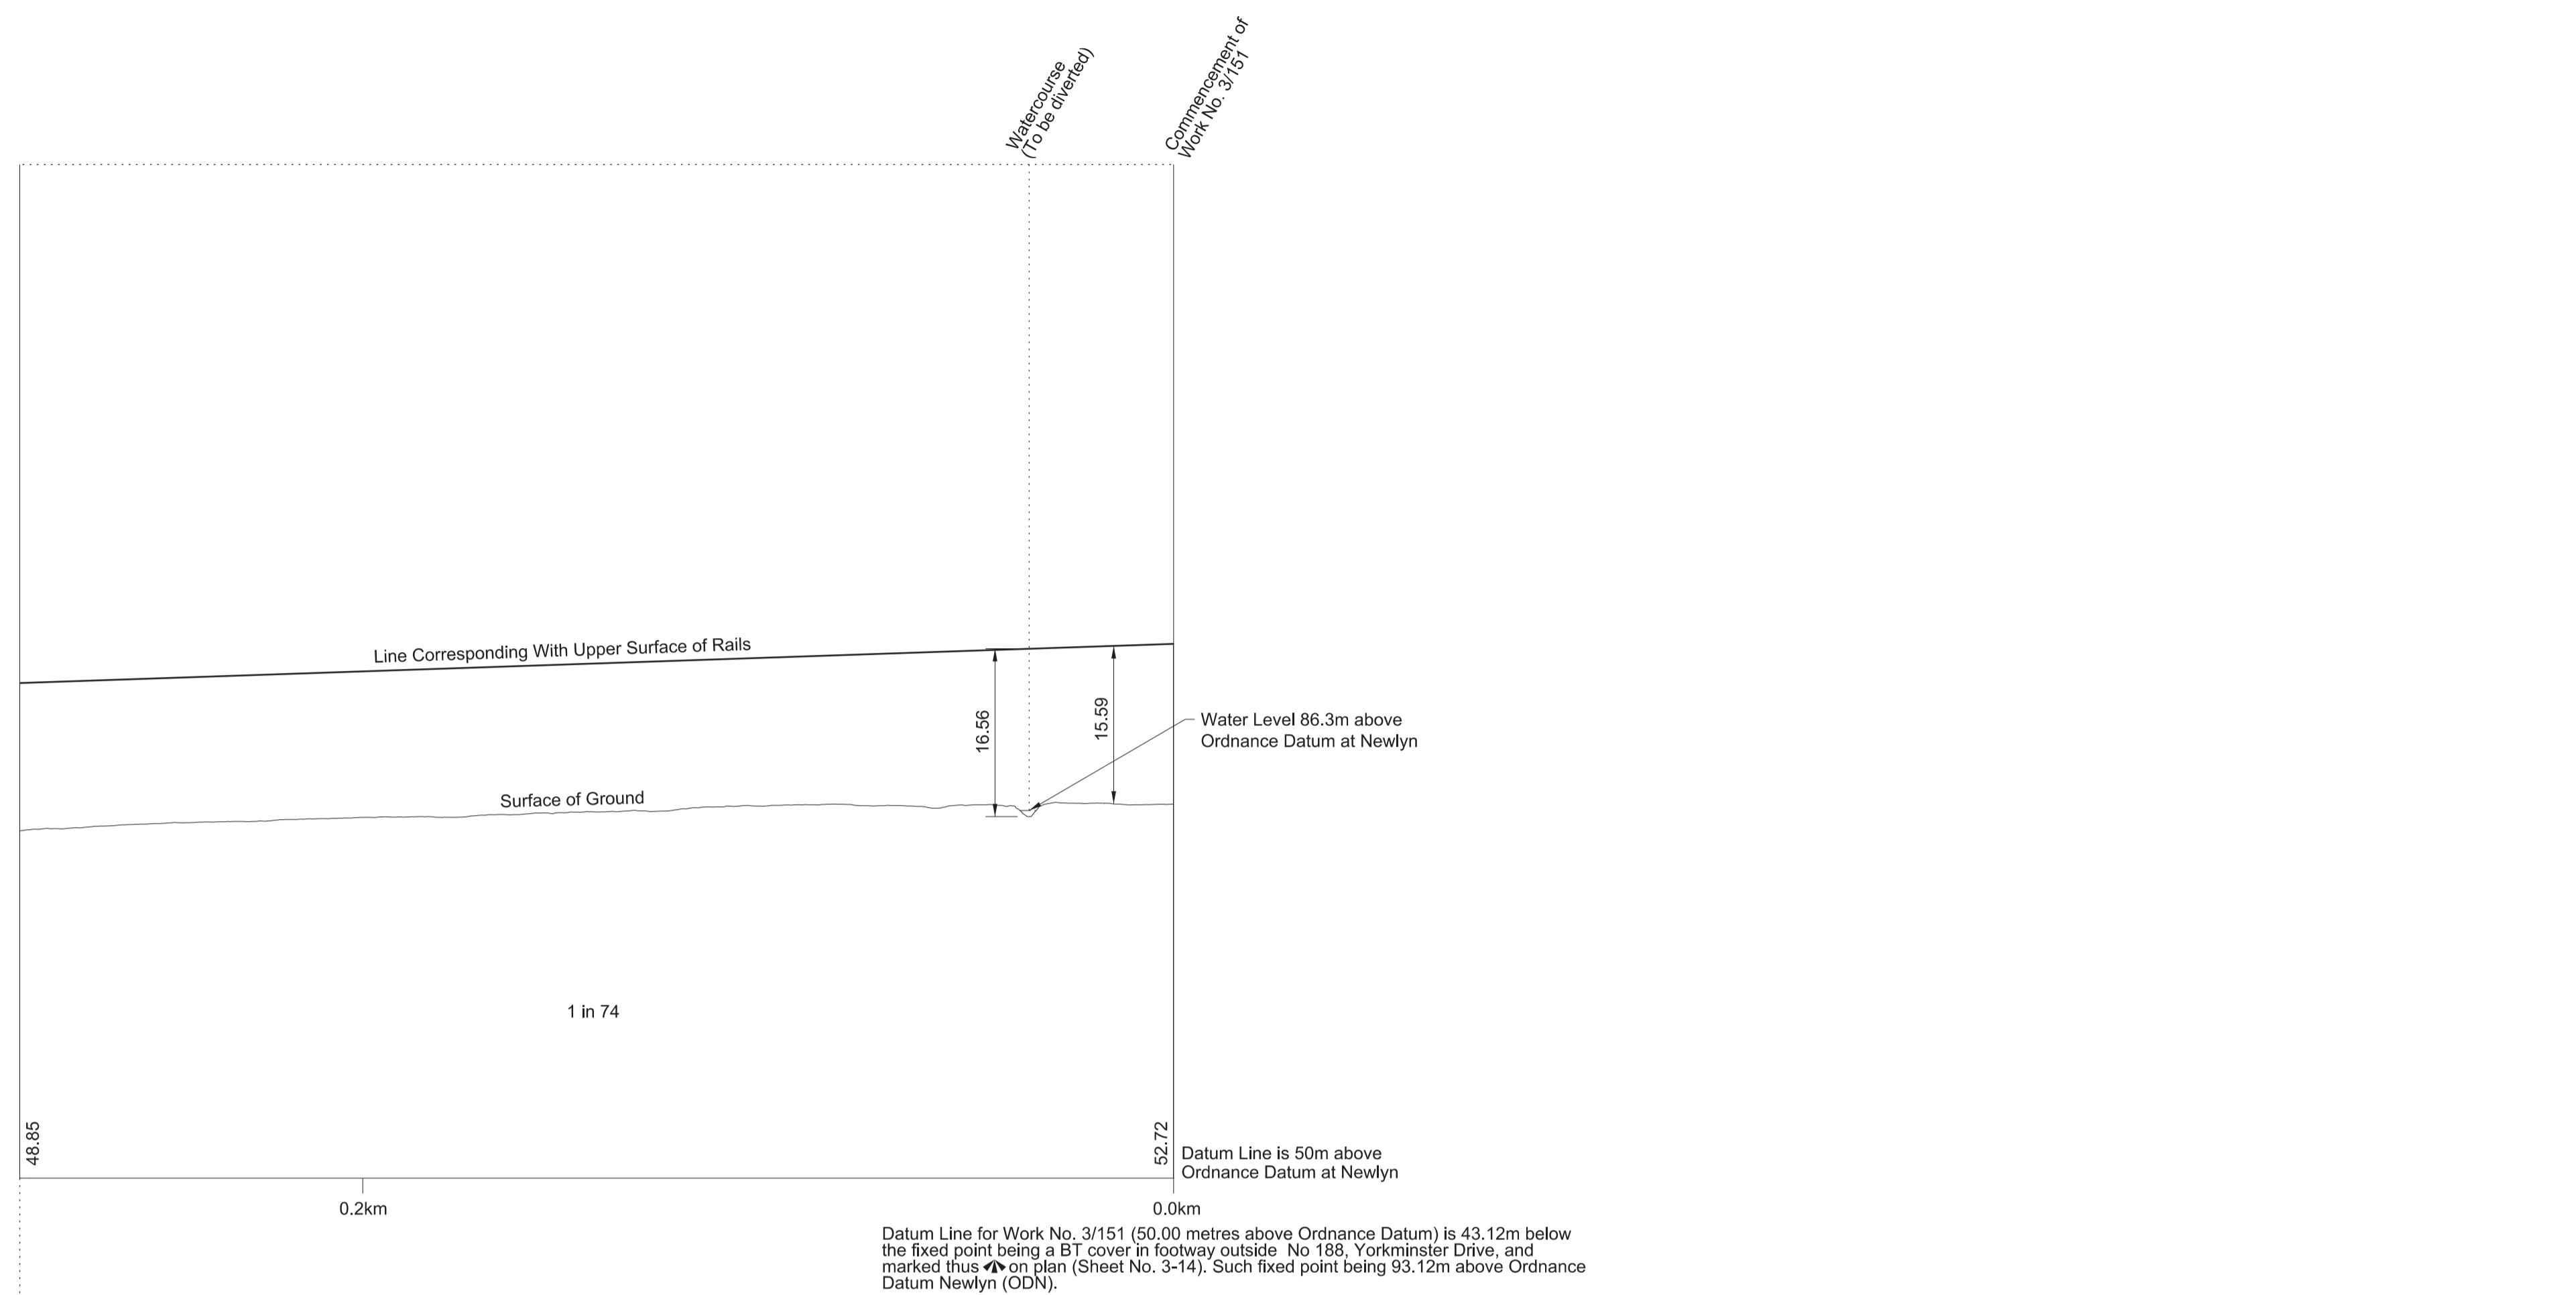 Watercourse
(To be diverted)
Commencement of
Work No. 3/151
Line Corresponding With Upper Surface of Rails
16.56
15.59
Water Level 86.3m above
Ordnance Datum at Newlyn
Surface of Ground
1 in 74
48.85
52.72
Datum Line is 50m above
Ordnance Datum at Newlyn
0.2km
0.0km
Datum Line for Work No. 3/151 (50.00 metres above Ordnance Datum) is 43.12m below
the fixed point being a BT cover in footway outside No 188, Yorkminster Drive, and
marked thus on plan (Sheet No. 3-14). Such fixed point being 93.12m above Ordnance
Datum Newlyn (ODN).